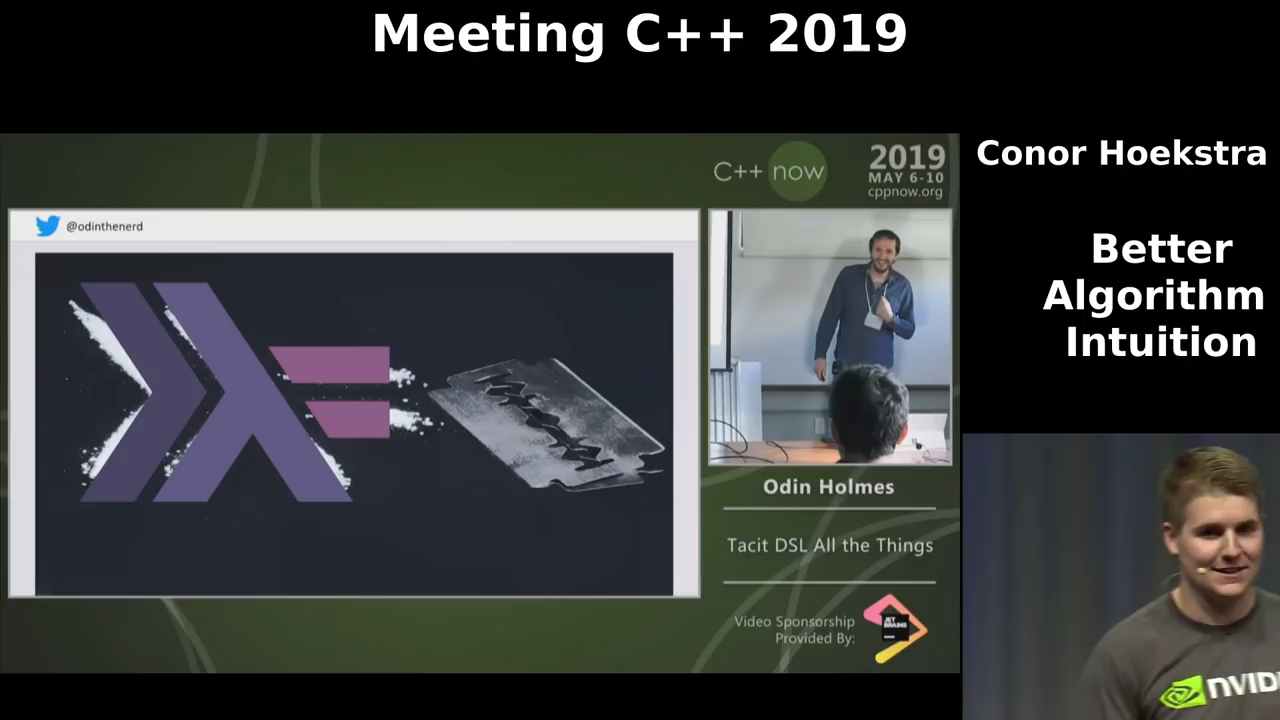 Meeting C++ 2019
Conor Hoekstra
Better
Algorithm
Intuition
C++ now
2019
MAY 6-10
cppnow.org
@odinthenerd
Odin Holmes
Tacit DSL All the Things
Video Sponsorship
Provided By:
JET
BRAINS
NVIDI